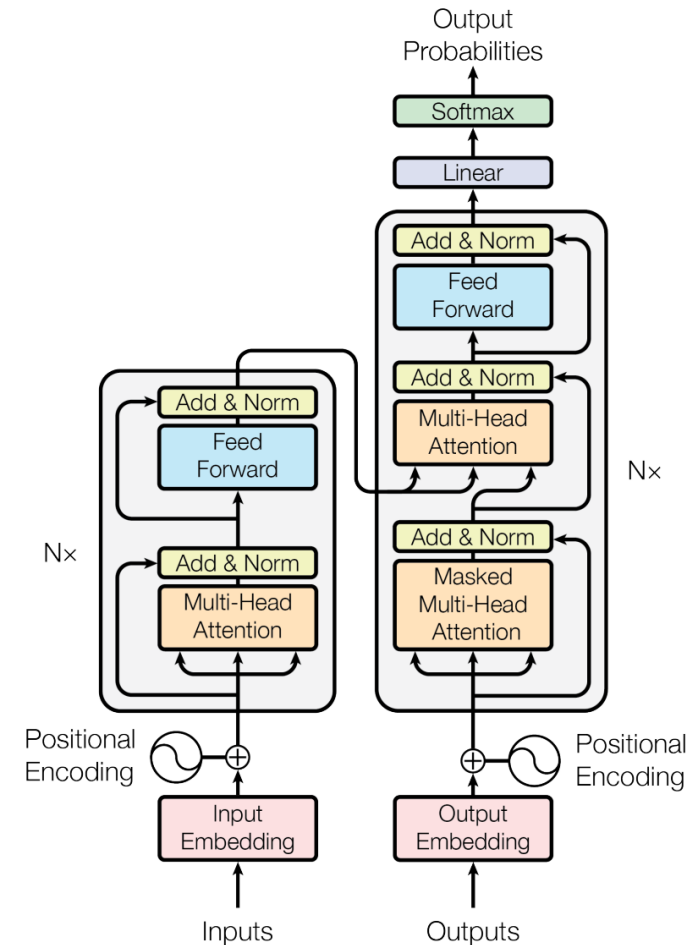 Output
Probabilities
Softmax
Linear
Add & Norm
Feed
Forward
Add & Norm
Multi-Head
Attention
Add & Norm
Masked
Multi-Head
Attention
N×
Add & Norm
Feed
Forward
Add & Norm
Multi-Head
Attention
N×
Positional
Encoding
Positional
Encoding
Input
Embedding
Output
Embedding
Inputs
Outputs